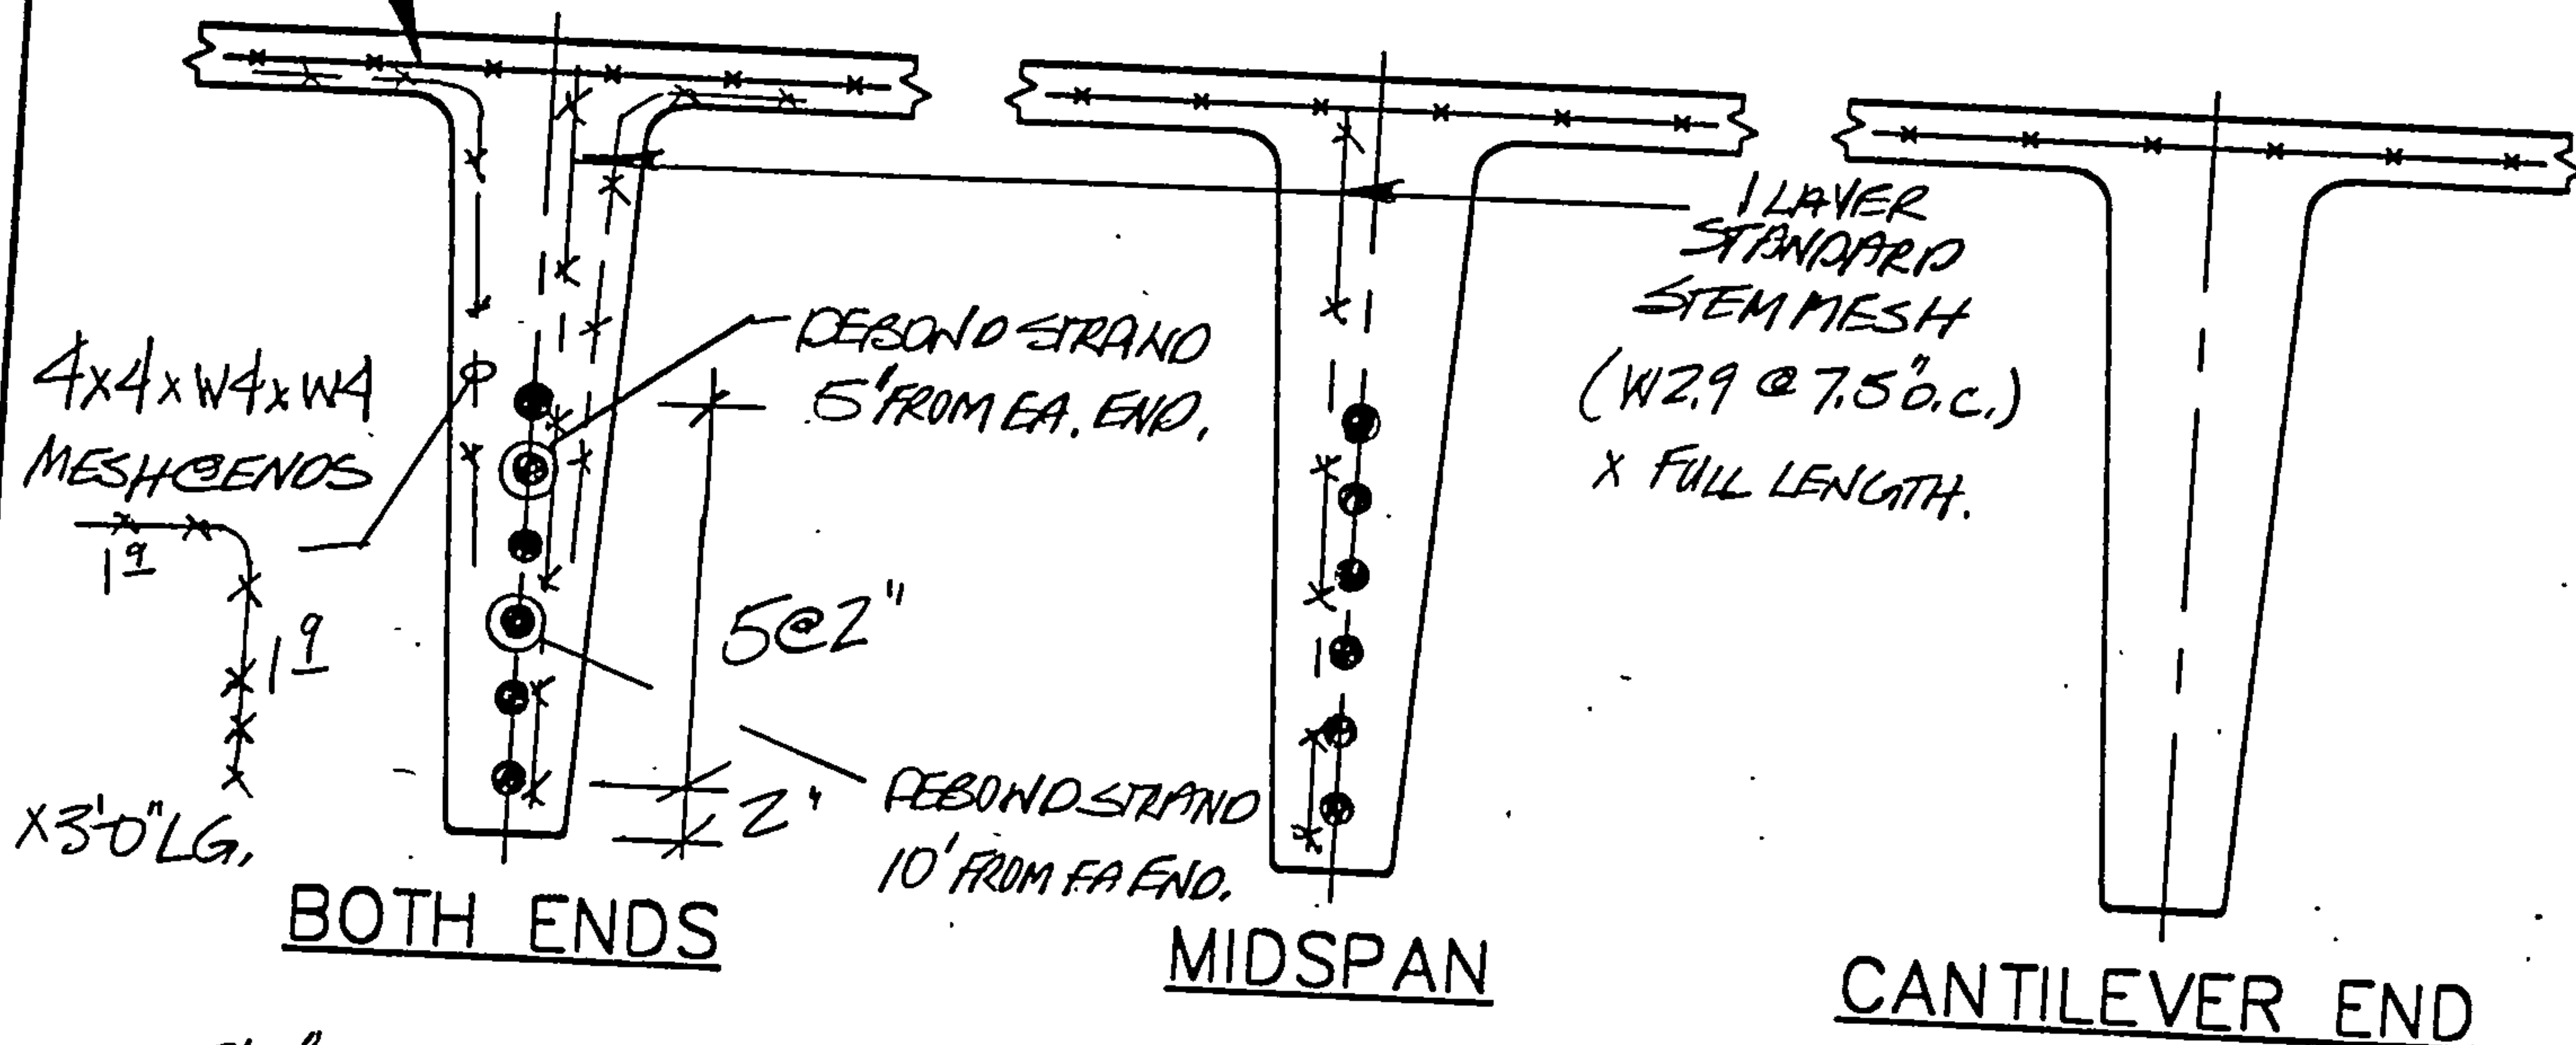 4x4xW4xW4
MESH@ENDS
1 9
1 9
x3'-0" LG.
DEBOND STRAND
5' FROM EA. END.
5@2"
2"
DEBOND STRAND
10' FROM EA END.
1 LAYER
STANDARD
STEM MESH
(W2.9 @ 7.5" O.C.)
x FULL LENGTH.
BOTH ENDS
MIDSPAN
CANTILEVER END